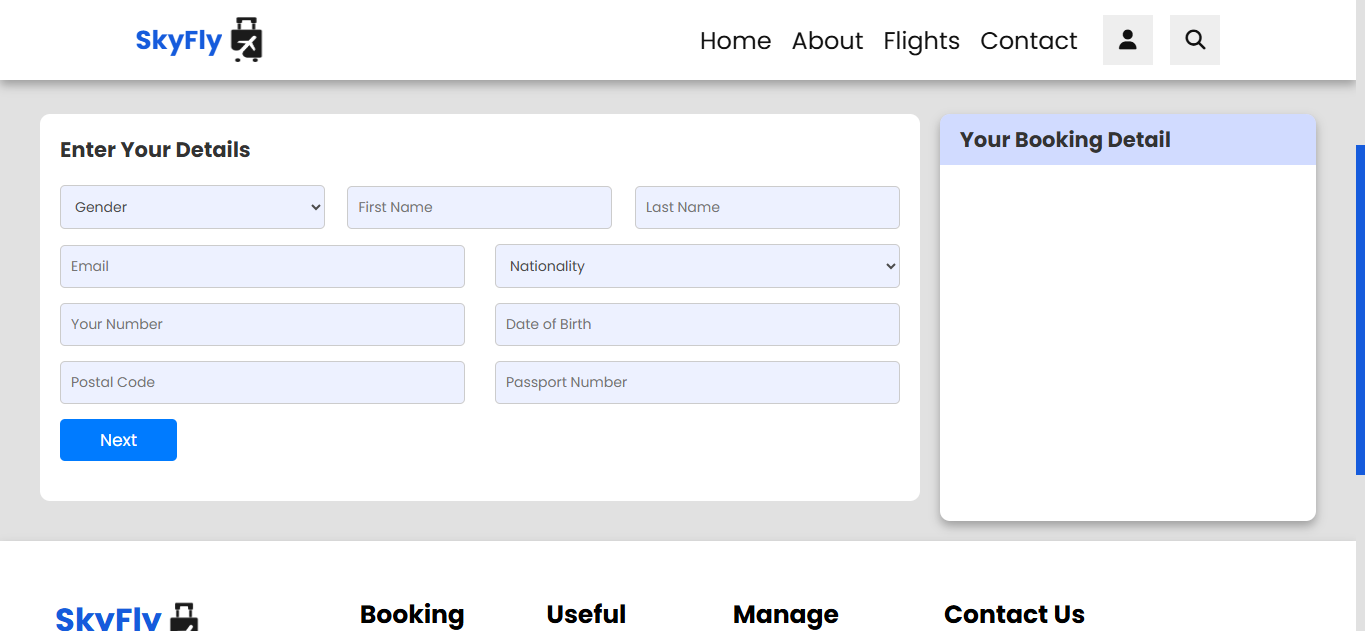 SkyFly
Home About Flights Contact
Enter Your Details
Your Booking Detail
Gender First Name Last Name
Email Nationality
Your Number Date of Birth
Postal Code Passport Number
Next
SkyFly Booking Useful Manage Contact Us